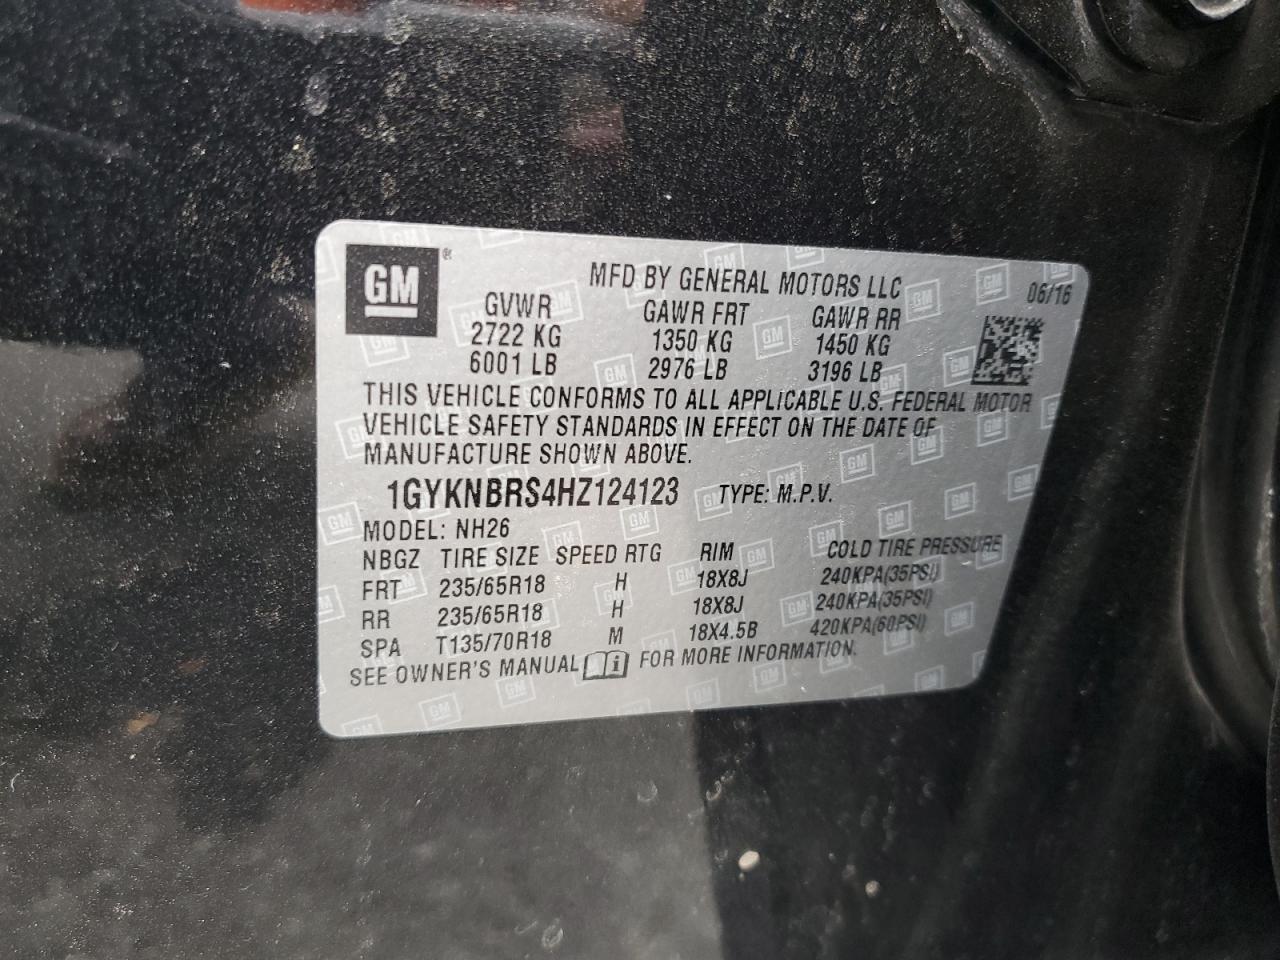 GM®
MFD BY GENERAL MOTORS LLC
06/16
GVWR GAWR FRT GAWR RR
2722 KG 1350 KG 1450 KG
6001 LB 2976 LB 3196 LB
THIS VEHICLE CONFORMS TO ALL APPLICABLE U.S. FEDERAL MOTOR
VEHICLE SAFETY STANDARDS IN EFFECT ON THE DATE OF
MANUFACTURE SHOWN ABOVE.
1GYKNBRS4HZ124123 TYPE: M.P.V.
MODEL: NH26
NBGZ TIRE SIZE SPEED RTG RIM COLD TIRE PRESSURE
FRT 235/65R18 H 18X8J 240KPA(35PSI)
RR 235/65R18 H 18X8J 240KPA(35PSI)
SPA T135/70R18 M 18X4.5B 420KPA(60PSI)
SEE OWNER'S MANUAL i FOR MORE INFORMATION.